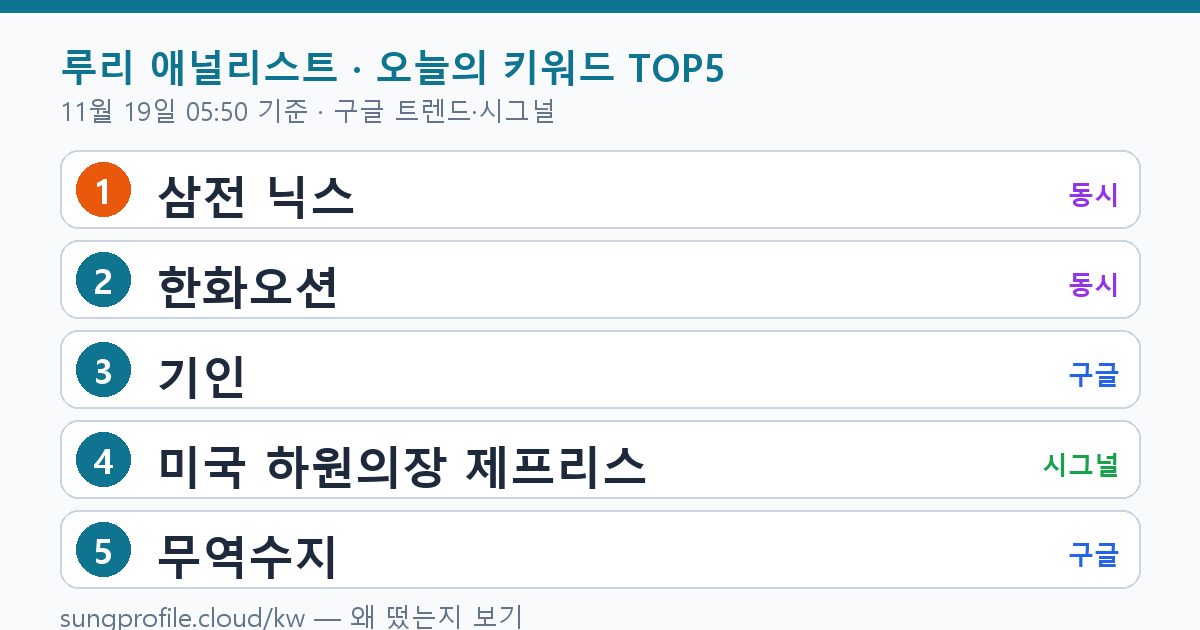 루리 애널리스트 · 오늘의 키워드 TOP5
11월 19일 05:50 기준 · 구글 트렌드·시그널
1 삼전 닉스 동시
2 한화오션 동시
3 기인 구글
4 미국 하원의장 제프리스 시그널
5 무역수지 구글
sungprofile.cloud/kw — 왜 떴는지 보기